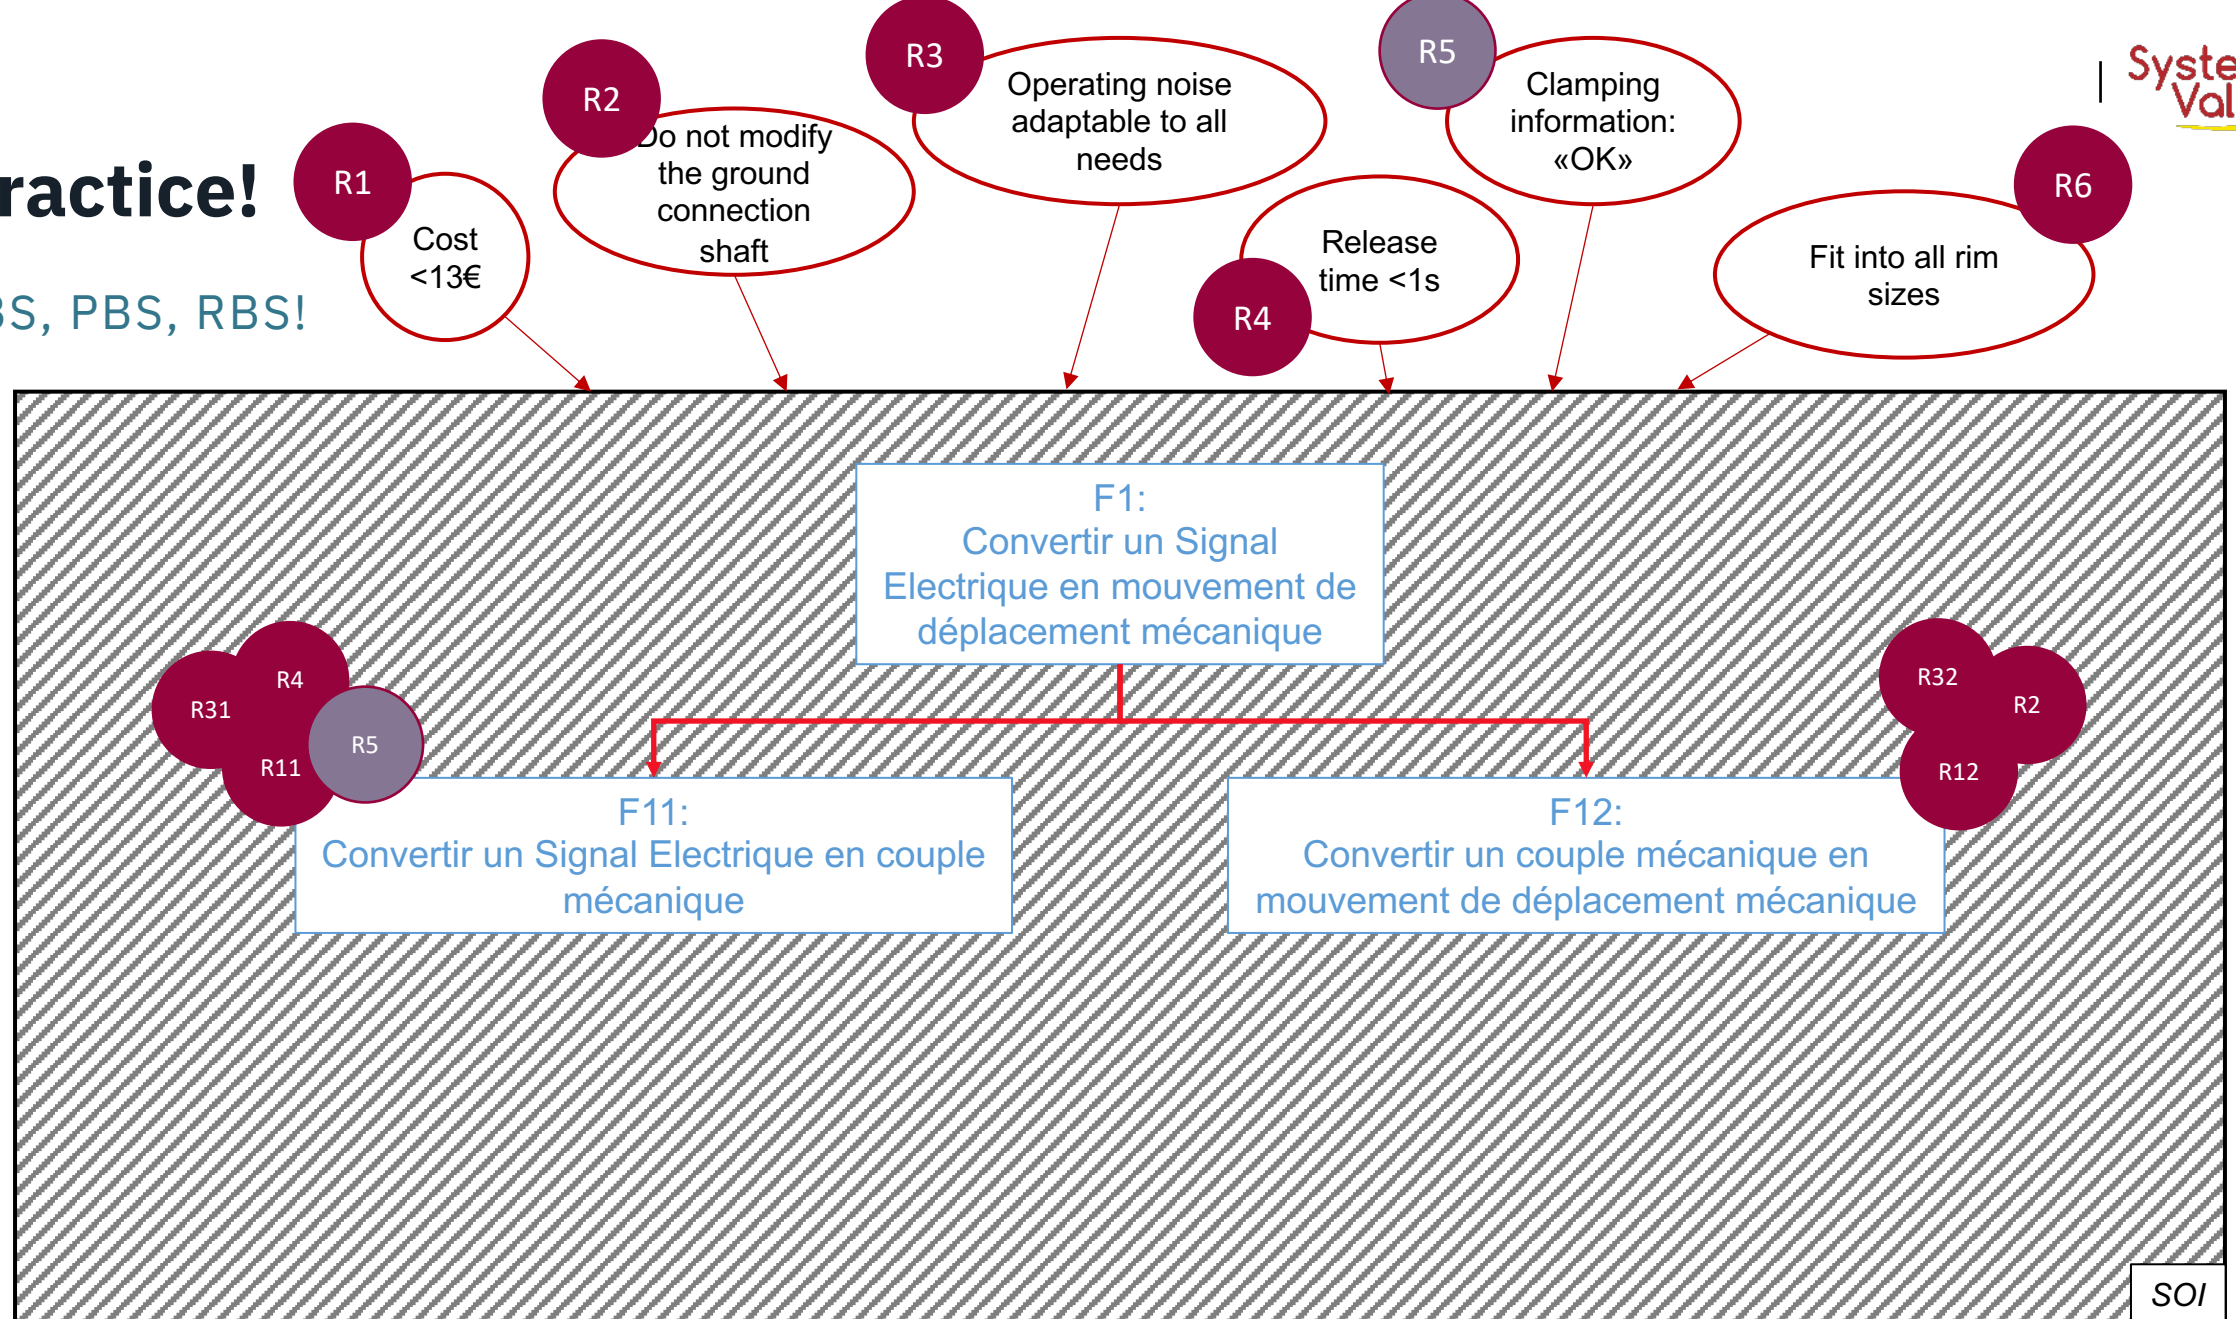 R3
R5
Syste
Val
R2
Operating noise
adaptable to all
needs
Clamping
information:
«OK»
R1
Do not modify
the ground
connection
shaft
R6
ractice!
Cost
<13€
Release
time <1s
R4
Fit into all rim
sizes
BS, PBS, RBS!
F1:
Convertir un Signal
Electrique en mouvement de
déplacement mécanique
R4
R31
R5
R11
R32
R2
R12
F11:
Convertir un Signal Electrique en couple
mécanique
F12:
Convertir un couple mécanique en
mouvement de déplacement mécanique
SOI